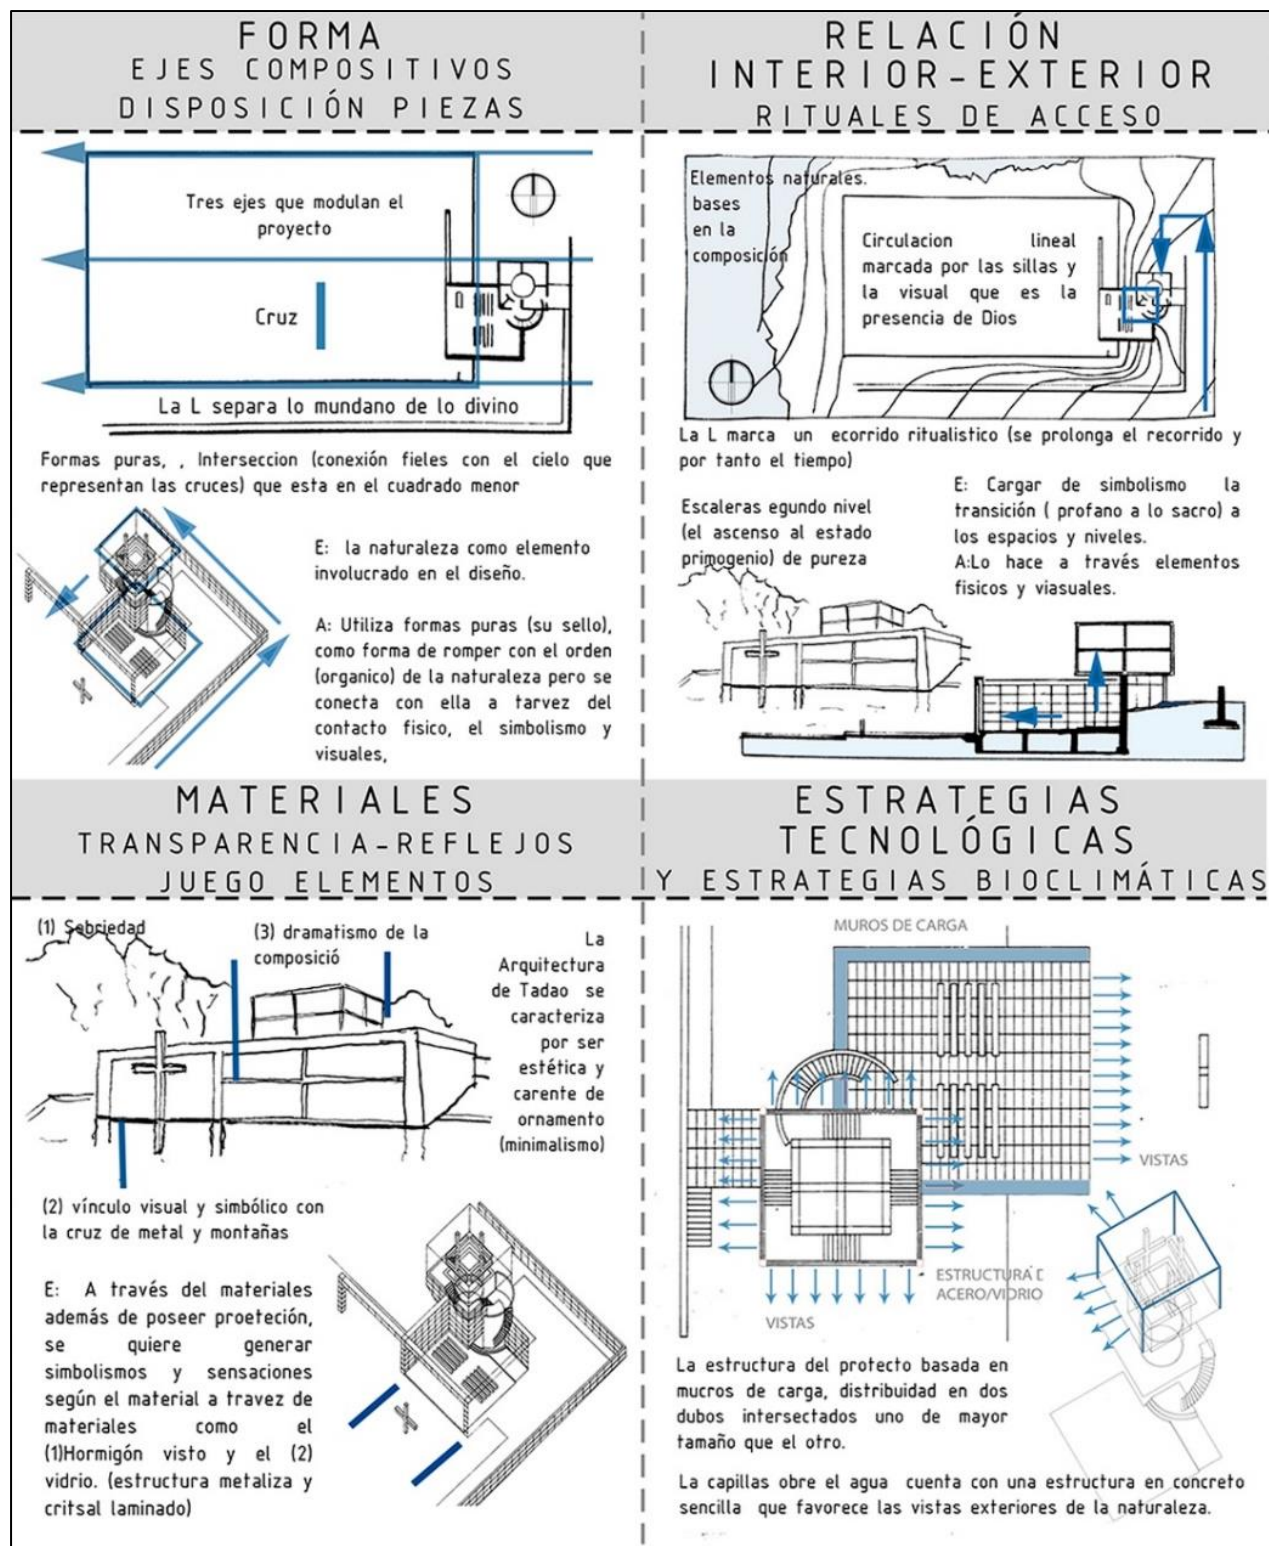 FORMA
EJES COMPOSITIVOS
DISPOSICIÓN PIEZAS
Tres ejes que modulan el
proyecto
Cruz
La L separa lo mundano de lo divino
Formas puras, , Interseccion (conexión fieles con el cielo que
representan las cruces) que esta en el cuadrado menor
E: la naturaleza como elemento
involucrado en el diseño.
A: Utiliza formas puras (su sello),
como forma de romper con el orden
(organico) de la naturaleza pero se
conecta con ella a tarvez del
contacto fisico, el simbolismo y
visuales,
RELACIÓN
INTERIOR-EXTERIOR
RITUALES DE ACCESO
Elementos naturales.
bases
en la
composición
Circulacion lineal
marcada por las sillas y
la visual que es la
presencia de Dios
La L marca un ecorrido ritualistico (se prolonga el recorrido y
por tanto el tiempo)
Escaleras egundo nivel
(el ascenso al estado
primogenio) de pureza
E: Cargar de simbolismo la
transición ( profano a lo sacro) a
los espacios y niveles.
A:Lo hace a través elementos
fisicos y viasuales.
MATERIALES
TRANSPARENCIA-REFLEJOS
JUEGO ELEMENTOS
(1) Sobriedad
(3) dramatismo de la
composició
La
Arquitectura
de Tadao se
caracteriza
por ser
estética y
carente de
ornamento
(minimalismo)
(2) vínculo visual y simbólico con
la cruz de metal y montañas
E: A través del materiales
además de poseer proeteción,
se quiere generar
simbolismos y sensaciones
según el material a travez de
materiales como el
(1)Hormigón visto y el (2)
vidrio. (estructura metaliza y
critsal laminado)
ESTRATEGIAS
TECNOLÓGICAS
Y ESTRATEGIAS BIOCLIMÁTICAS
MUROS DE CARGA
VISTAS
ESTRUCTURA D
ACERO/VIDRIO
VISTAS
La estructura del protecto basada en
mucros de carga, distribuidad en dos
dubos intersectados uno de mayor
tamaño que el otro.
La capillas obre el agua cuenta con una estructura en concreto
sencilla que favorece las vistas exteriores de la naturaleza.